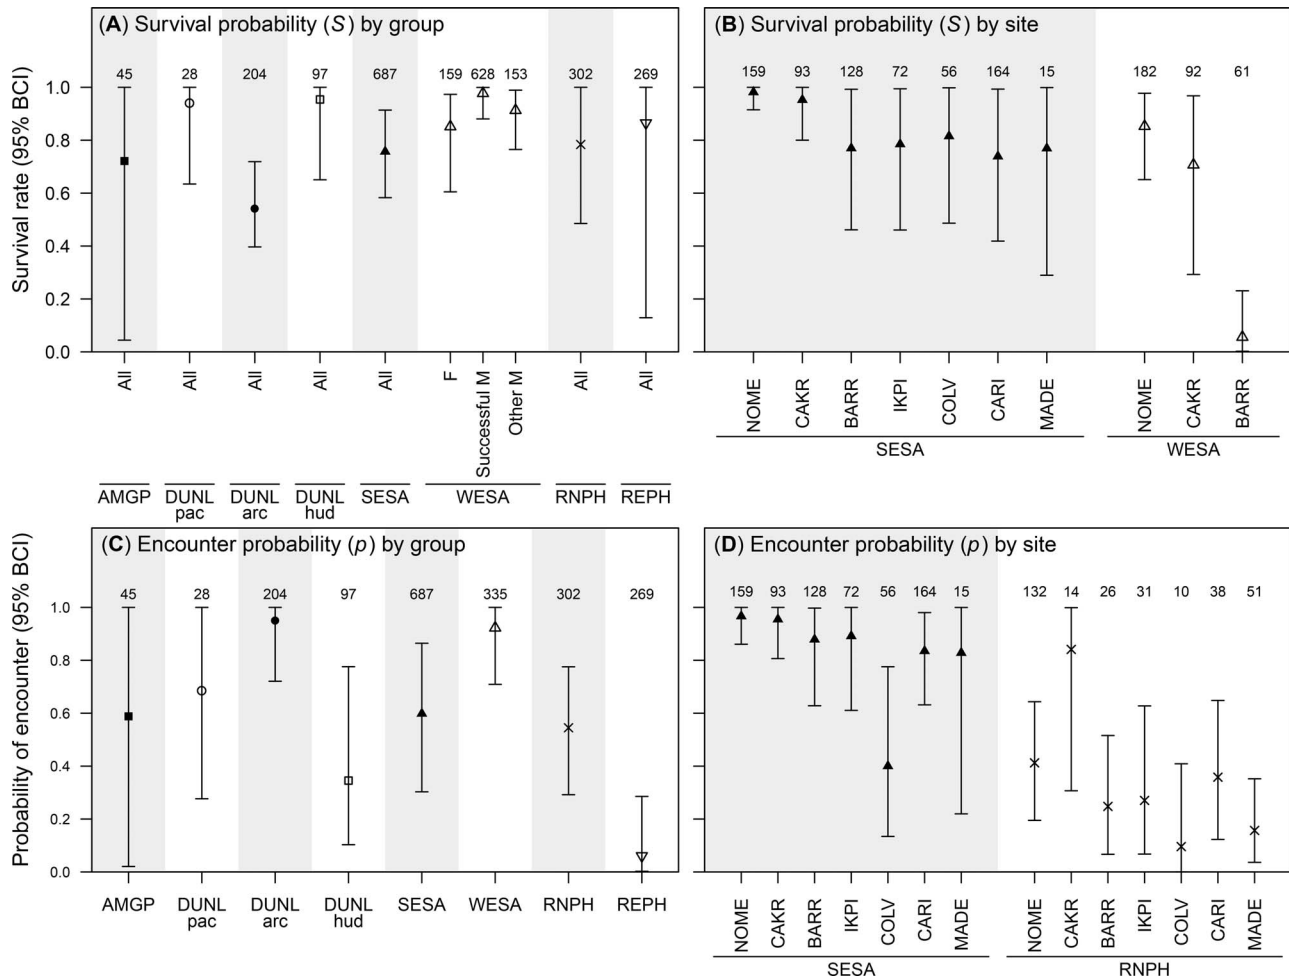 (A) Survival probability (S) by group
45 28 204 97 687 159 628 153 302 269
Survival rate (95% BCI)
1.0
0.8
0.6
0.4
0.2
0.0
All All All All All F Successful M Other M All All
AMGP DUNL pac DUNL arc DUNL hud SESA WESA RNPH REPH
(B) Survival probability (S) by site
159 93 128 72 56 164 15 182 92 61
NOME CAKR BARR IKPI COLV CARI MADE NOME CAKR BARR
SESA WESA
(C) Encounter probability (p) by group
45 28 204 97 687 335 302 269
Probability of encounter (95% BCI)
1.0
0.8
0.6
0.4
0.2
0.0
AMGP DUNL pac DUNL arc DUNL hud SESA WESA RNPH REPH
(D) Encounter probability (p) by site
159 93 128 72 56 164 15 132 14 26 31 10 38 51
NOME CAKR BARR IKPI COLV CARI MADE NOME CAKR BARR IKPI COLV CARI MADE
SESA RNPH